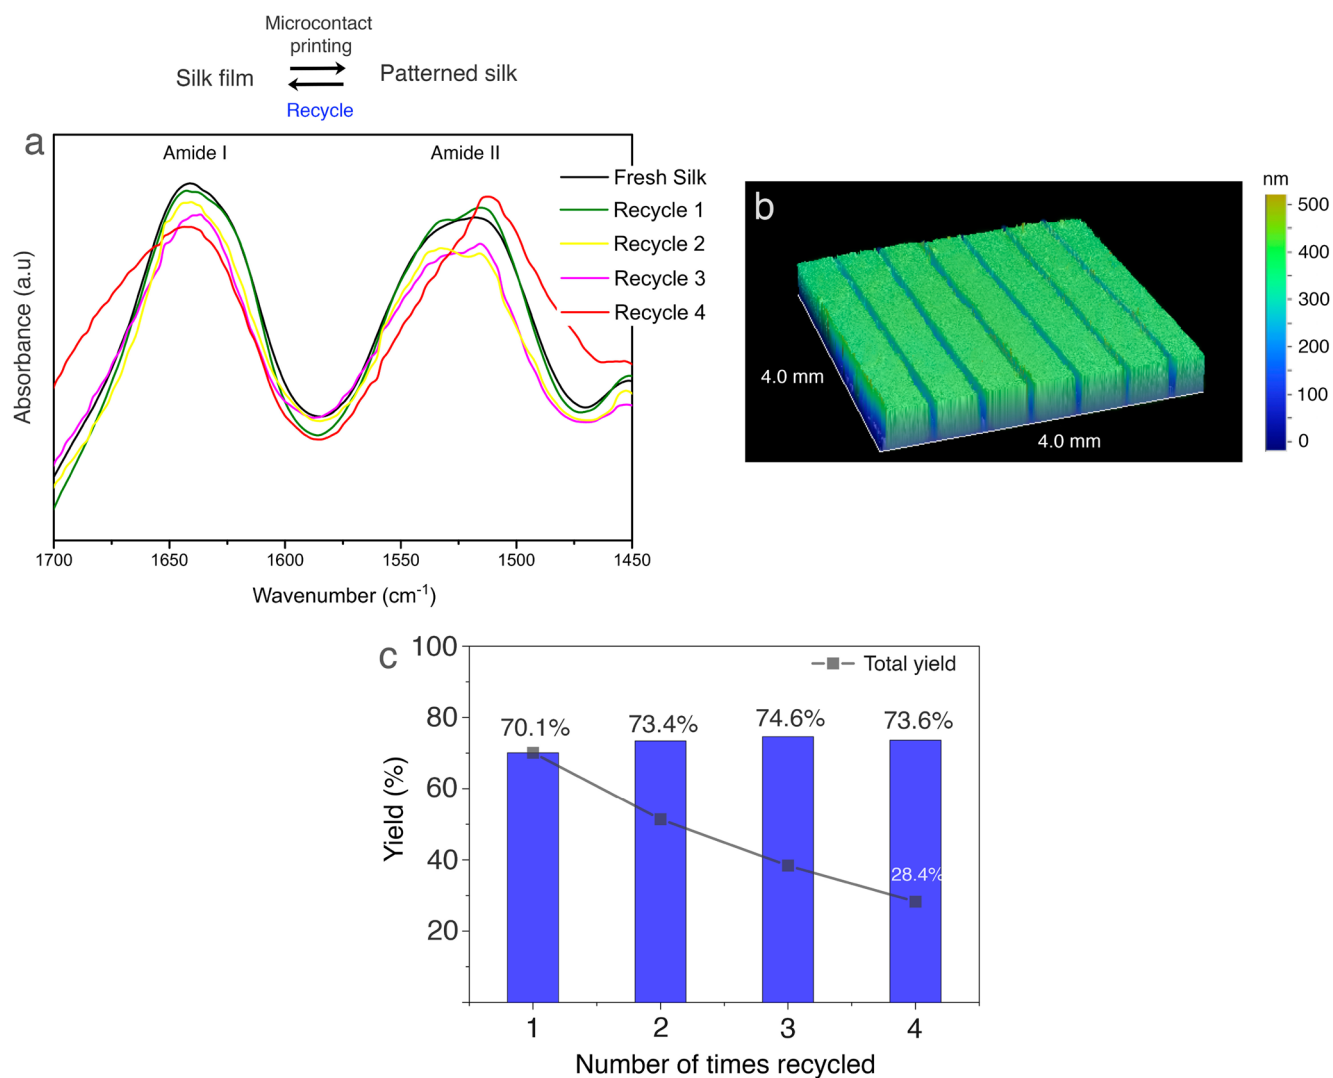 Microcontact
printing
Silk film
Patterned silk
Recycle
a
Amide I
Amide II
Fresh Silk
Recycle 1
Recycle 2
Recycle 3
Recycle 4
Absorbance (a.u)
1700
1650
1600
1550
1500
1450
Wavenumber (cm⁻¹)
b
4.0 mm
4.0 mm
nm
500
400
300
200
100
0
c
Total yield
100
80
60
40
20
Yield (%)
70.1%
73.4%
74.6%
73.6%
28.4%
1
2
3
4
Number of times recycled